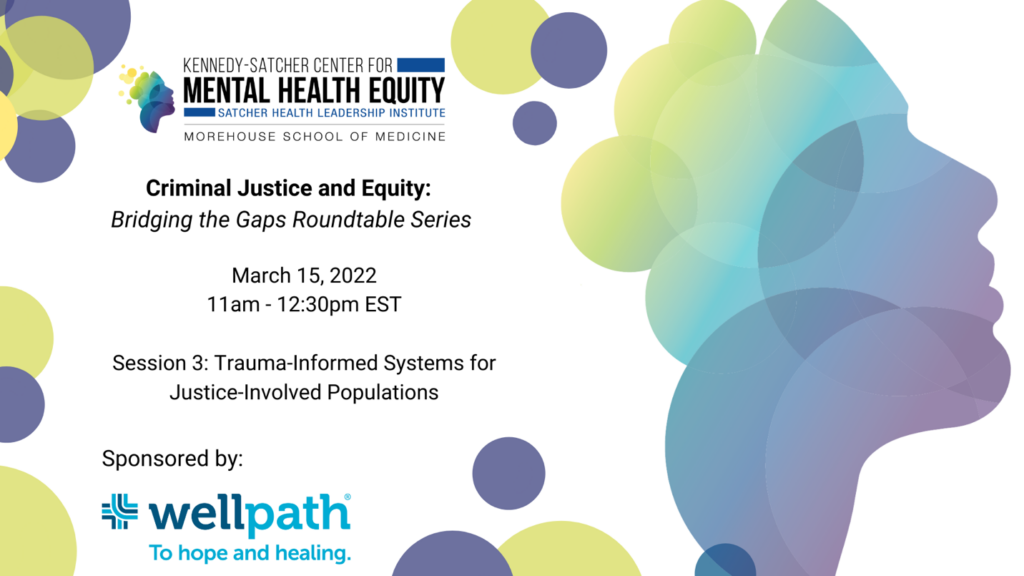 KENNEDY-SATCHER CENTER FOR
MENTAL HEALTH EQUITY
SATCHER HEALTH LEADERSHIP INSTITUTE
MOREHOUSE SCHOOL OF MEDICINE
Criminal Justice and Equity:
Bridging the Gaps Roundtable Series
March 15, 2022
11am - 12:30pm EST
Session 3: Trauma-Informed Systems for
Justice-Involved Populations
Sponsored by:
wellpath®
To hope and healing.